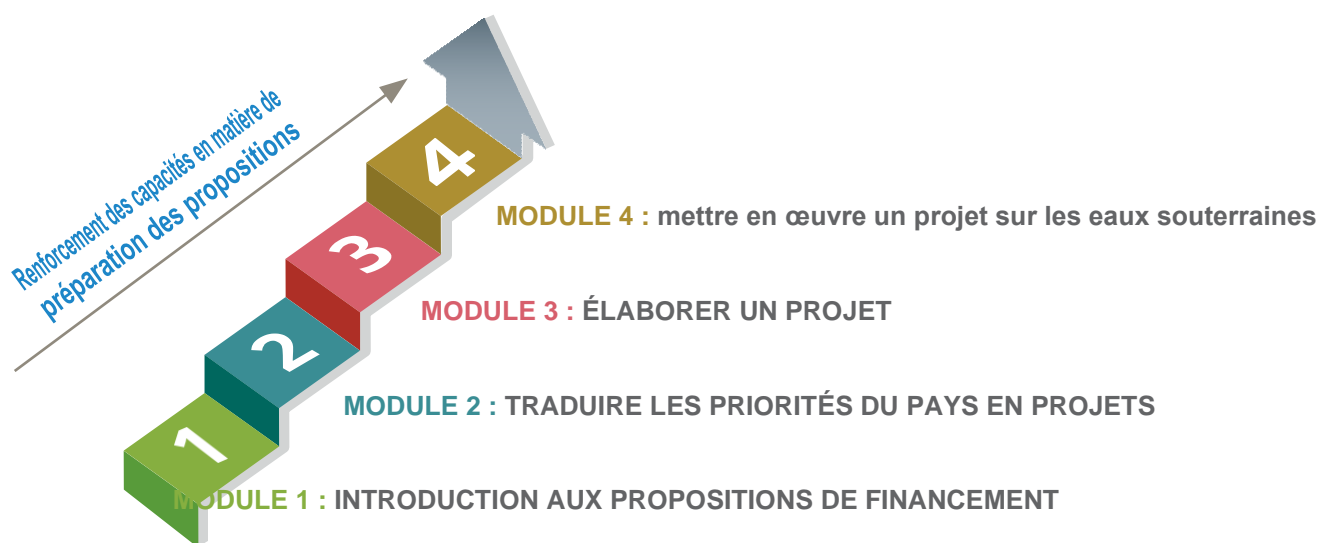 Renforcement des capacités en matière de
préparation des propositions
4
MODULE 4 : mettre en œuvre un projet sur les eaux souterraines
3
MODULE 3 : ÉLABORER UN PROJET
2
MODULE 2 : TRADUIRE LES PRIORITÉS DU PAYS EN PROJETS
1
MODULE 1 : INTRODUCTION AUX PROPOSITIONS DE FINANCEMENT